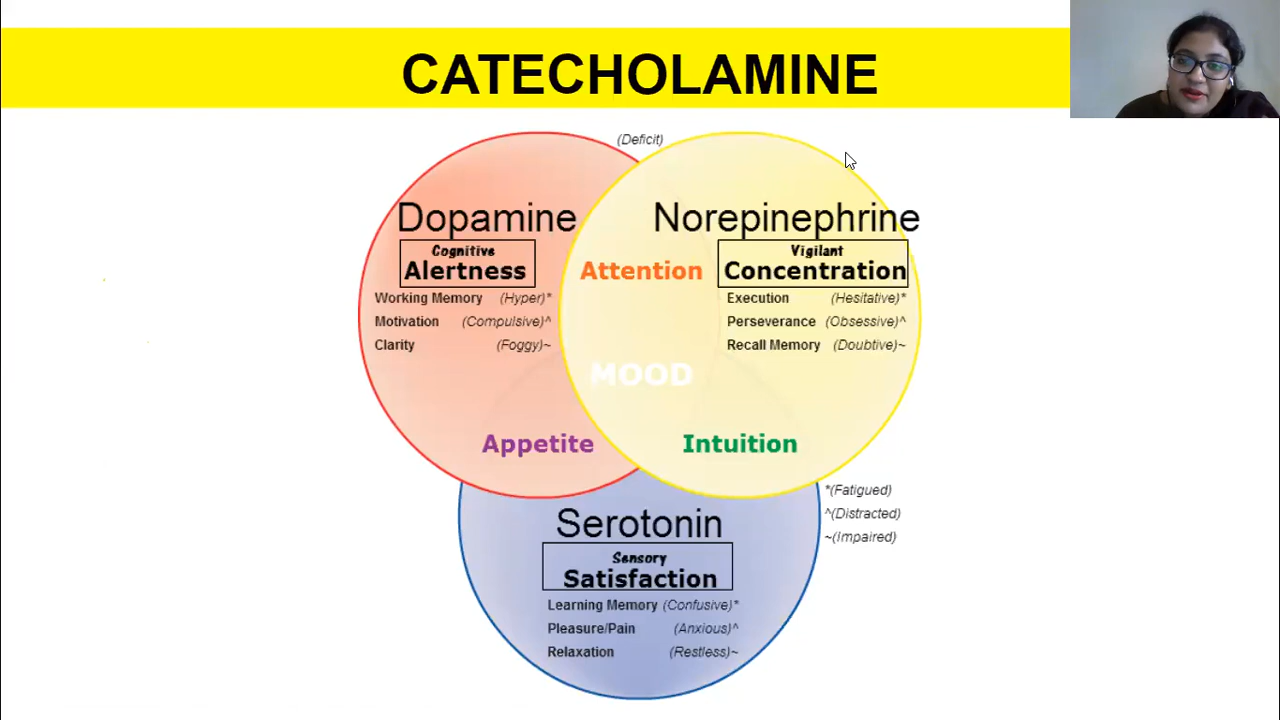 CATECHOLAMINE
(Deficit)
Dopamine
Cognitive
Alertness
Working Memory (Hyper)*
Motivation (Compulsive)^
Clarity (Foggy)~
Attention
Norepinephrine
Vigilant
Concentration
Execution (Hesitative)*
Perseverance (Obsessive)^
Recall Memory (Doubtive)~
MOOD
Appetite
Intuition
*(Fatigued)
^(Distracted)
~(Impaired)
Serotonin
Sensory
Satisfaction
Learning Memory (Confusive)*
Pleasure/Pain (Anxious)^
Relaxation (Restless)~